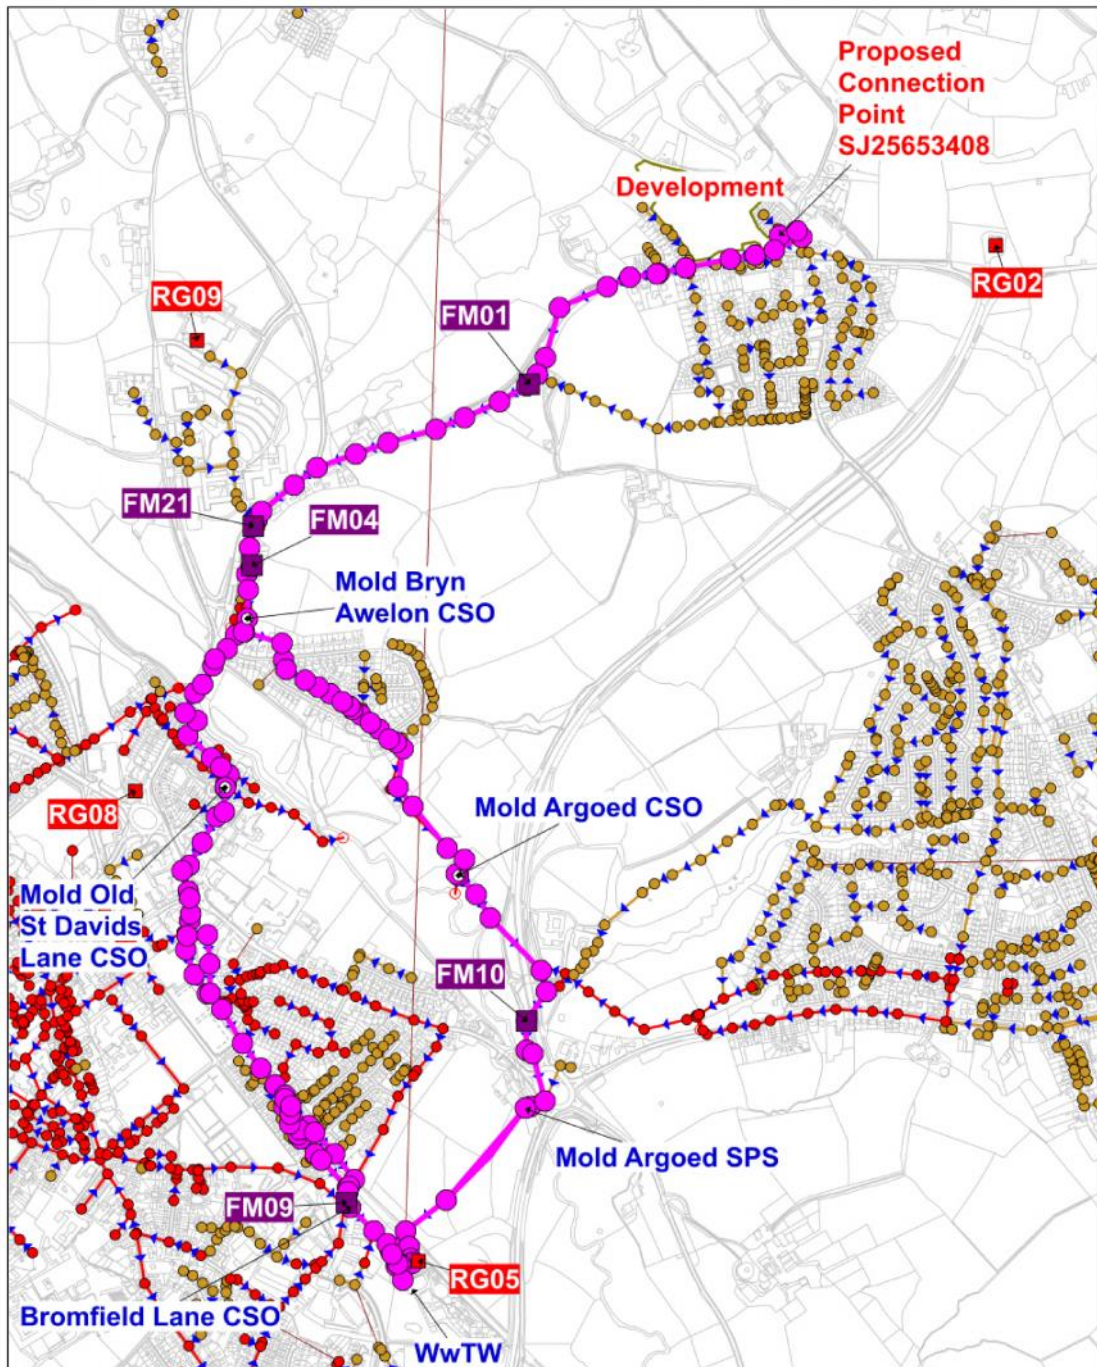 Proposed
Connection
Point
SJ25653408
Development
RG02
RG09
FM01
FM21
FM04
Mold Bryn
Awelon CSO
RG08
Mold Argoed CSO
Mold Old
St Davids
Lane CSO
FM10
Mold Argoed SPS
FM09
RG05
Bromfield Lane CSO
WwTW